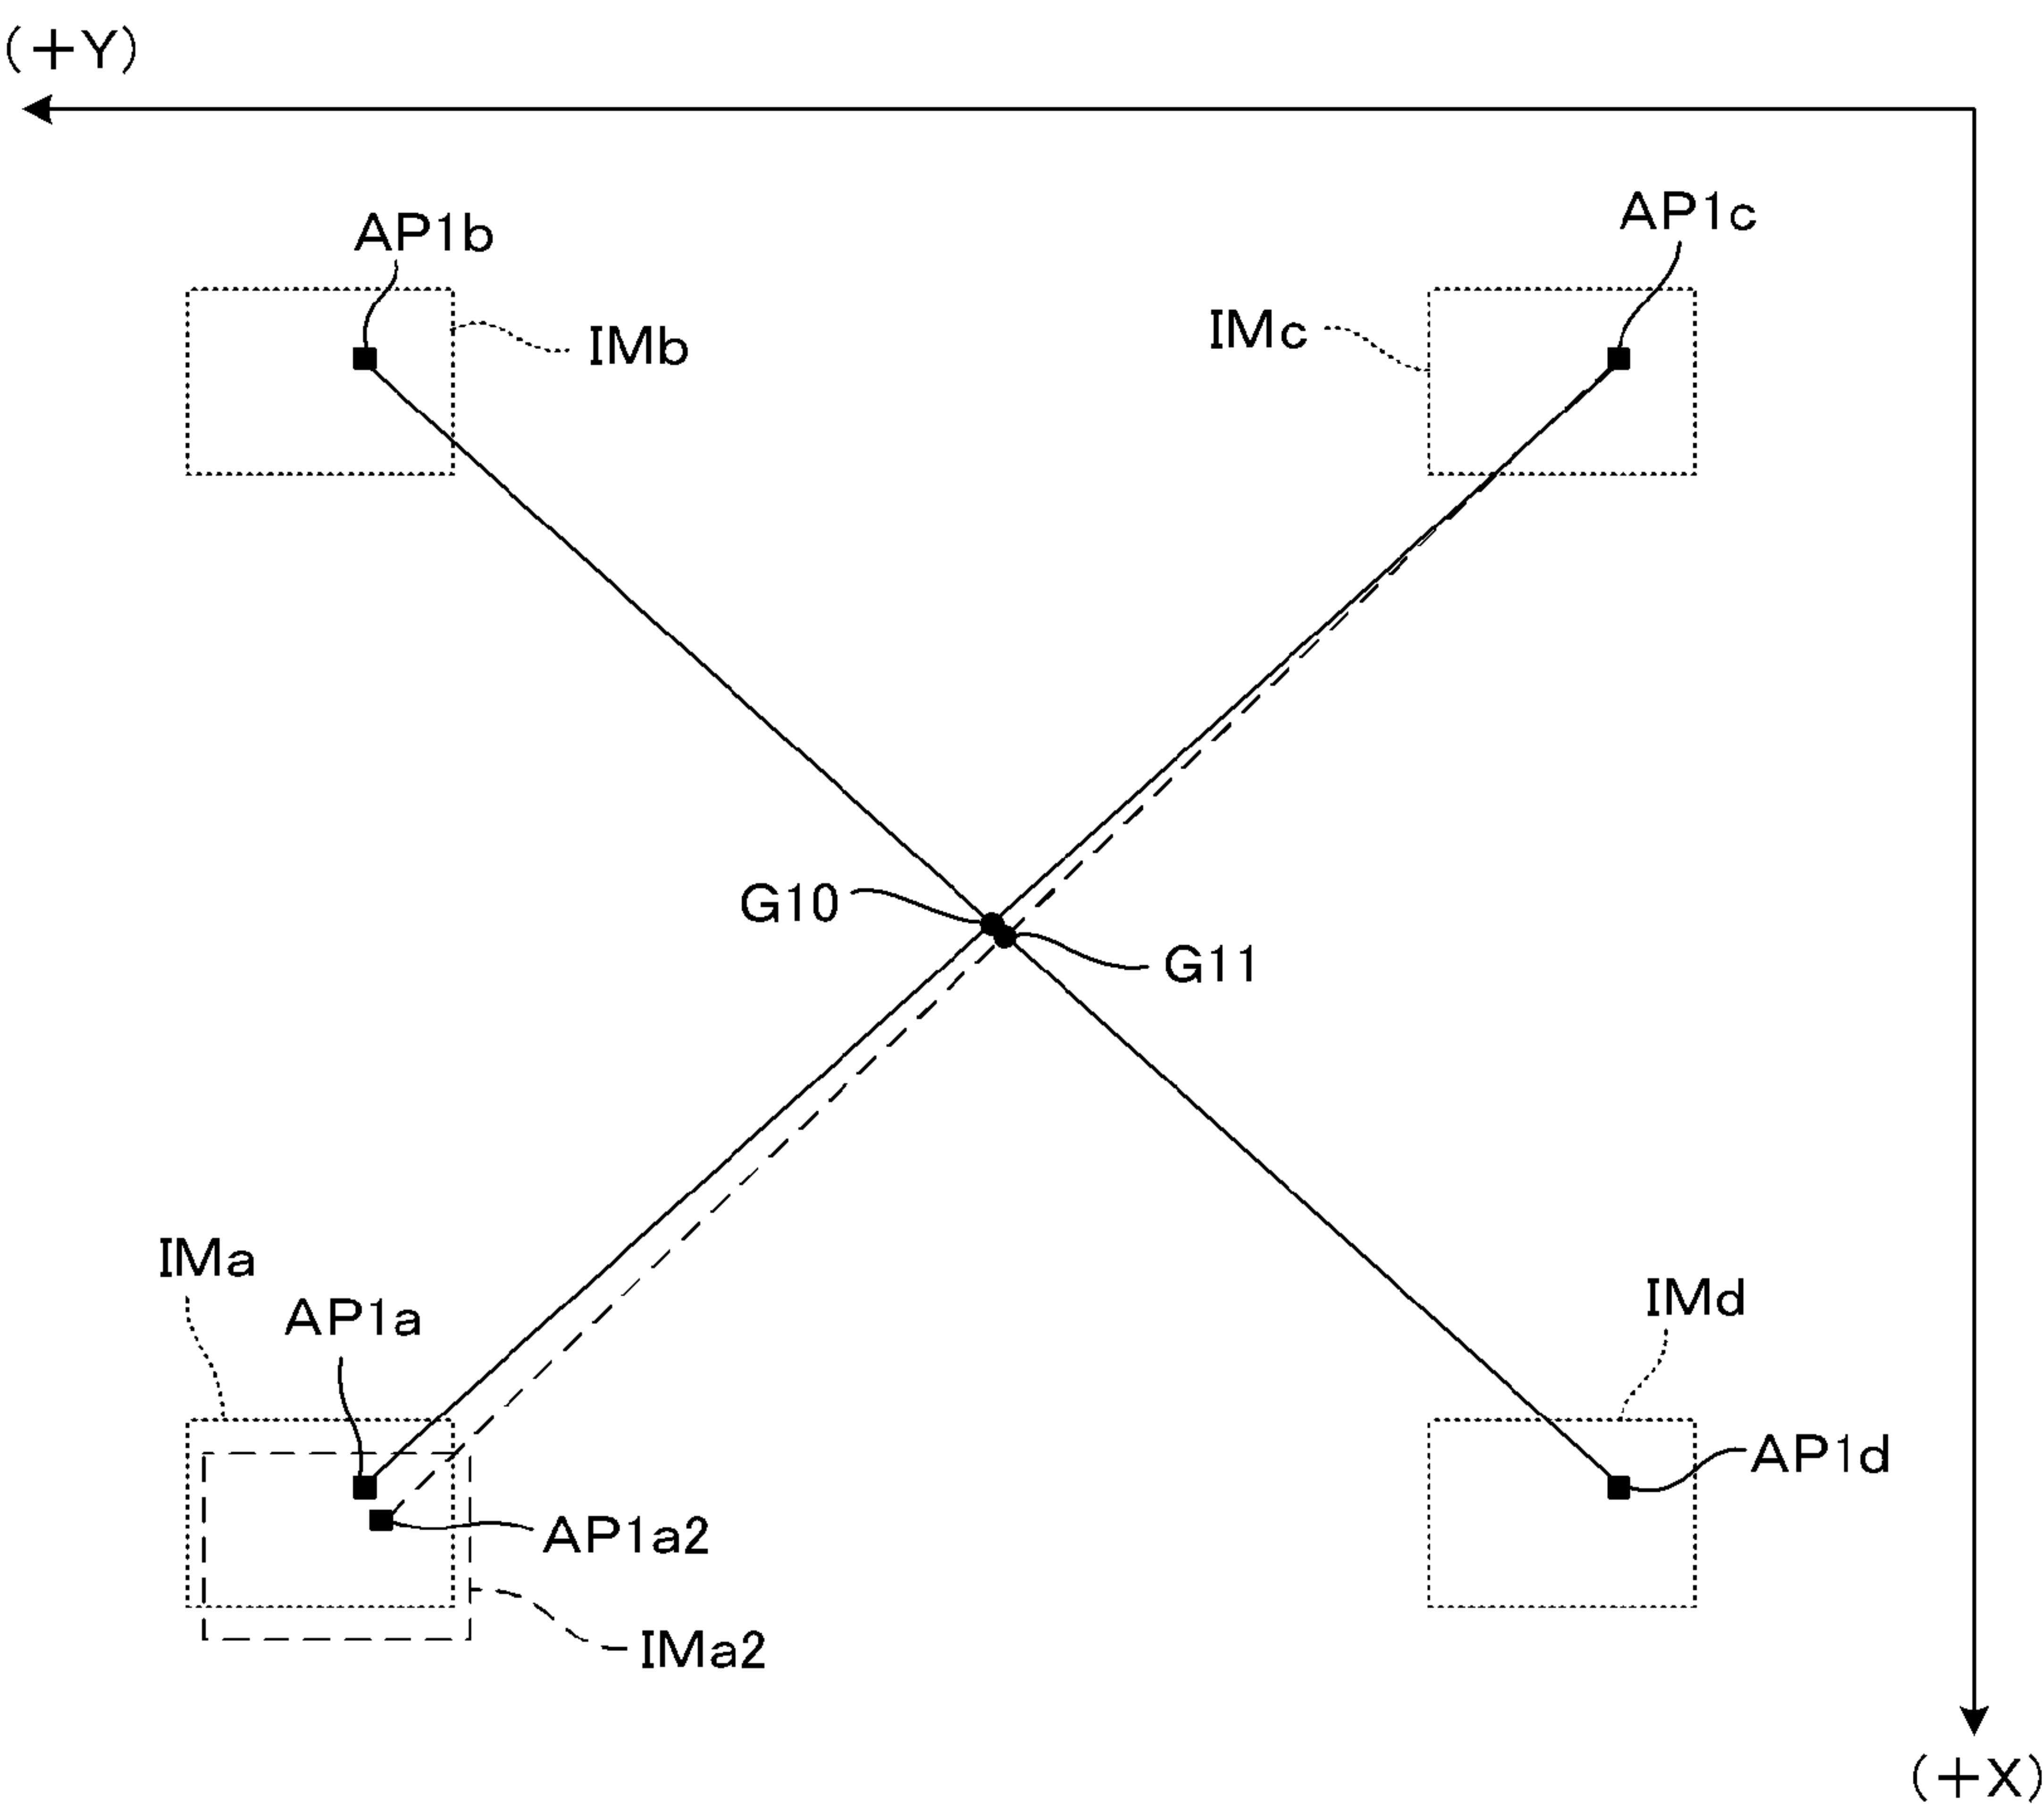 (+Y)
AP1b
AP1c
IMb
IMc
G10
G11
IMa
AP1a
IMd
AP1d
AP1a2
IMa2
(+X)